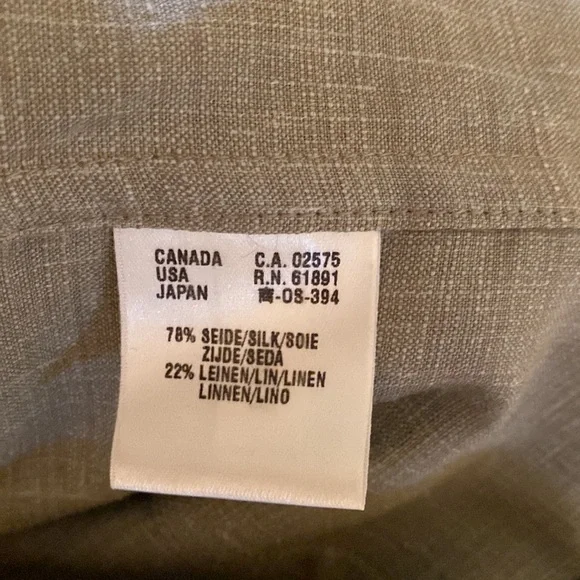 CANADA C.A. 02575
USA R.N. 61891
JAPAN 商-OS-394
78% SEIDE/SILK/SOIE
ZIJDE/SEDA
22% LEINEN/LIN/LINEN
LINNEN/LINO